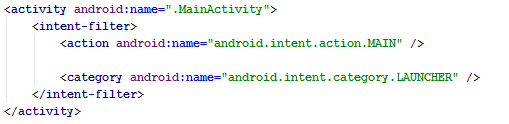 <activity android:name=".MainActivity">
<intent-filter>
<action android:name="android.intent.action.MAIN" />
<category android:name="android.intent.category.LAUNCHER" />
</intent-filter>
</activity>